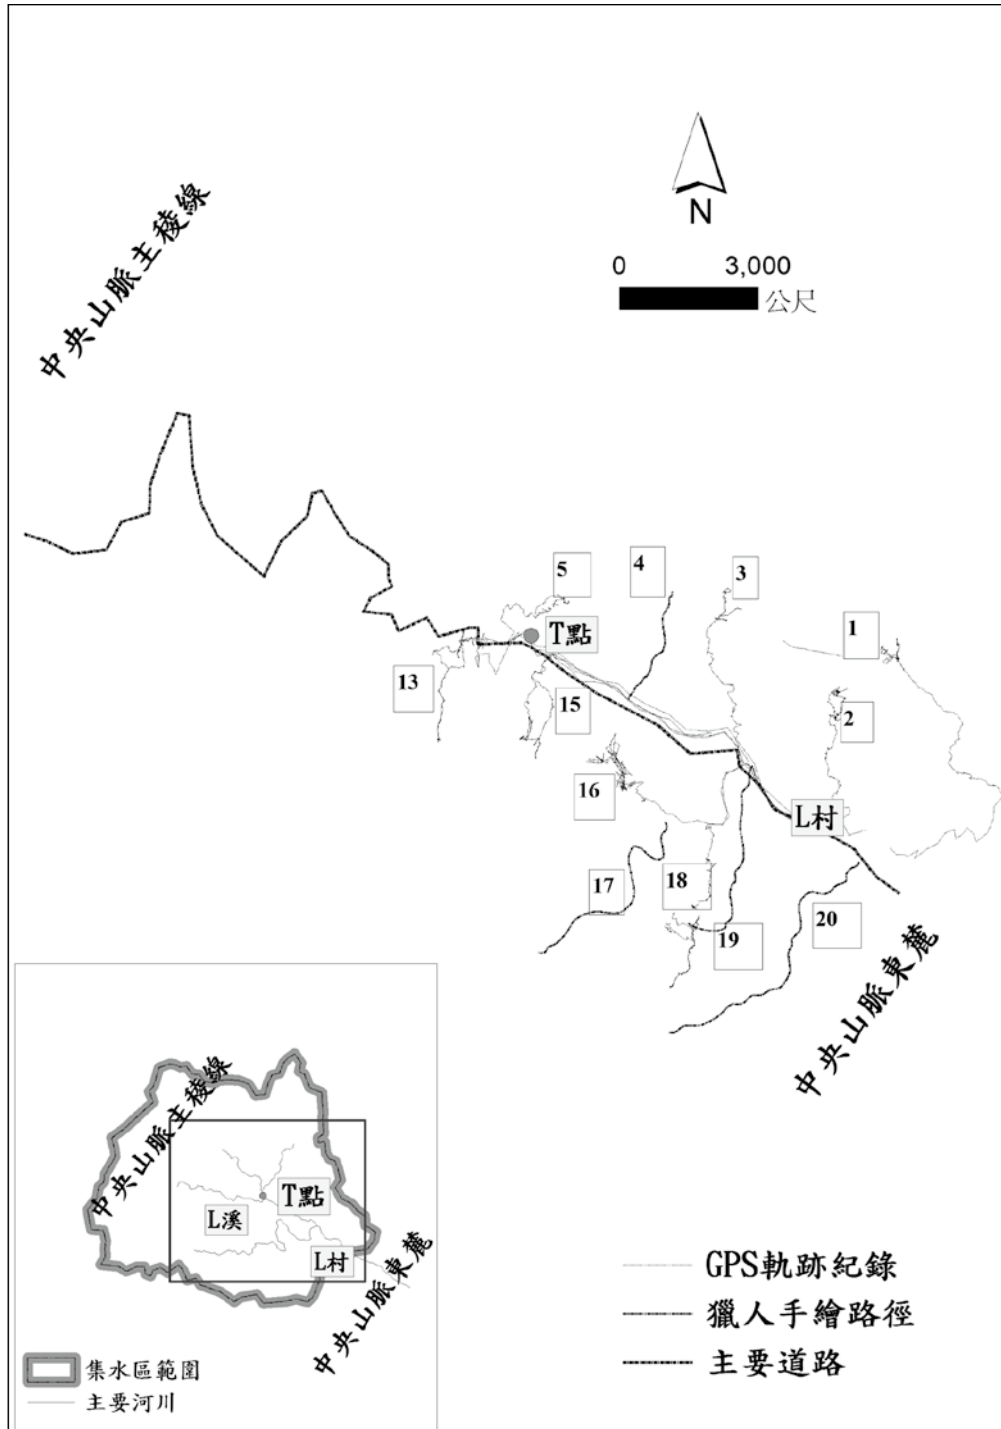 中央山脈主稜線
N
0 3,000
公尺
5
4
3
1
T點
13
15
2
16
L村
17
18
19
20
中央山脈東麓
中央山脈主稜線
T點
L溪
L村
中央山脈東麓
集水區範圍
主要河川
GPS軌跡紀錄
獵人手繪路徑
主要道路